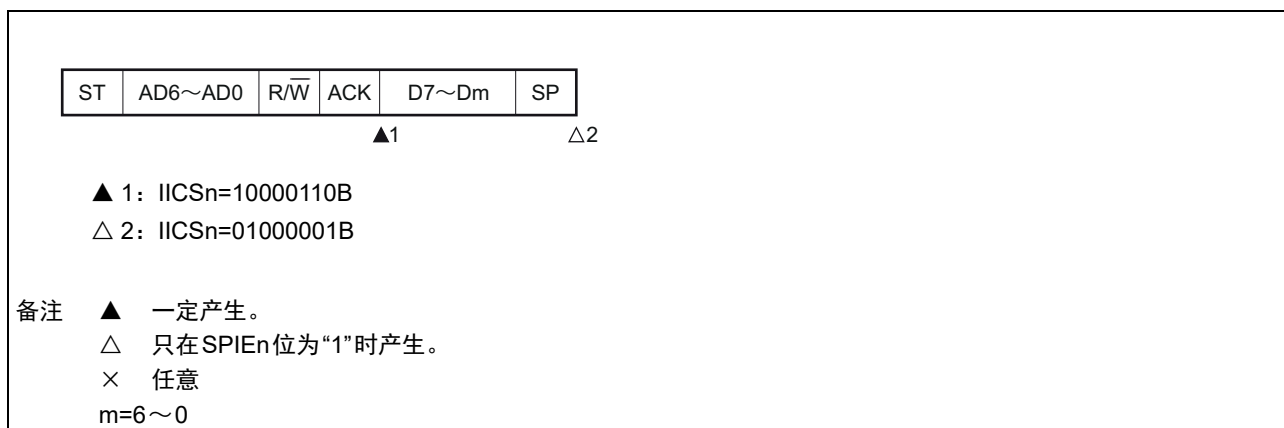 ST AD6～AD0 R/W̅ ACK D7～Dm SP
▲1 △2
▲ 1：IICSn=10000110B
△ 2：IICSn=01000001B
备注 ▲ 一定产生。
△ 只在SPIEn位为“1”时产生。
× 任意
m=6～0